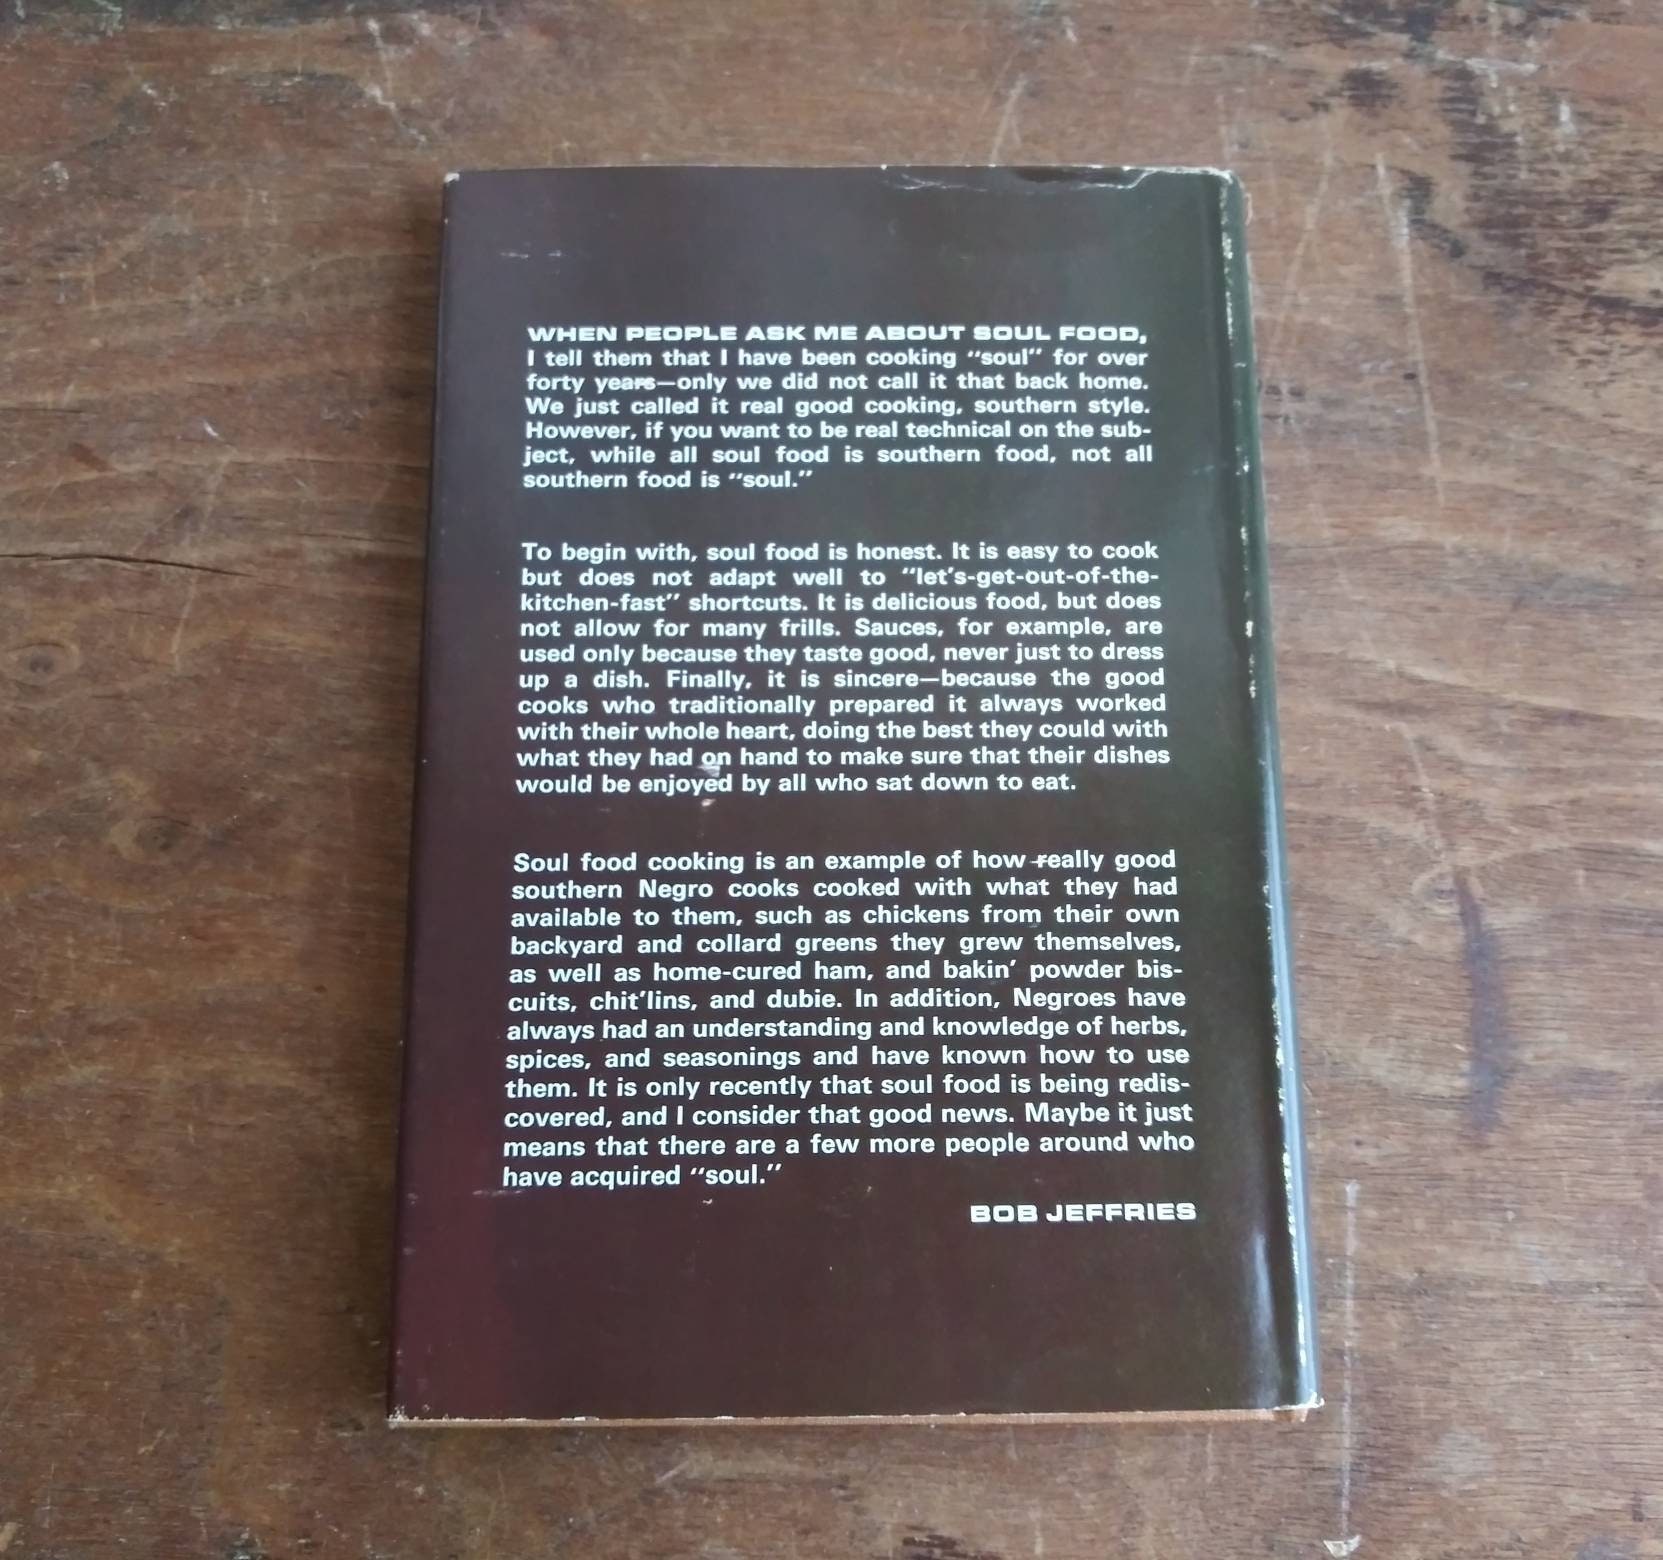 WHEN PEOPLE ASK ME ABOUT SOUL FOOD,
I tell them that I have been cooking “soul” for over
forty years—only we did not call it that back home.
We just called it real good cooking, southern style.
However, if you want to be real technical on the sub-
ject, while all soul food is southern food, not all
southern food is “soul.”
To begin with, soul food is honest. It is easy to cook
but does not adapt well to “let’s-get-out-of-the-
kitchen-fast” shortcuts. It is delicious food, but does
not allow for many frills. Sauces, for example, are
used only because they taste good, never just to dress
up a dish. Finally, it is sincere—because the good
cooks who traditionally prepared it always worked
with their whole heart, doing the best they could with
what they had on hand to make sure that their dishes
would be enjoyed by all who sat down to eat.
Soul food cooking is an example of how really good
southern Negro cooks cooked with what they had
available to them, such as chickens from their own
backyard and collard greens they grew themselves,
as well as home-cured ham, and bakin’ powder bis-
cuits, chit’lins, and dubie. In addition, Negroes have
always had an understanding and knowledge of herbs,
spices, and seasonings and have known how to use
them. It is only recently that soul food is being redis-
covered, and I consider that good news. Maybe it just
means that there are a few more people around who
have acquired “soul.”
BOB JEFFRIES